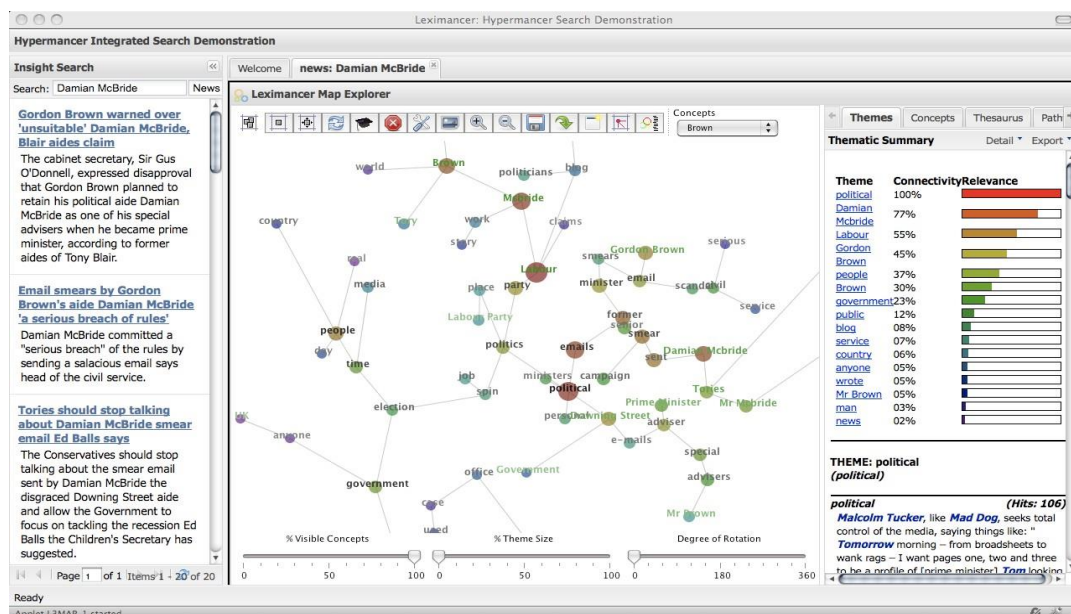 Leximancer: Hypermancer Search Demonstration
Hypermancer Integrated Search Demonstration
Insight Search
Search: Damian McBride News
Gordon Brown warned over
'unsuitable' Damian McBride,
Blair aides claim
The cabinet secretary, Sir Gus
O'Donnell, expressed disapproval
that Gordon Brown planned to
retain his political aide Damian
McBride as one of his special
advisers when he became prime
minister, according to former
aides of Tony Blair.
Email smears by Gordon
Brown's aide Damian McBride
'a serious breach of rules'
Damian McBride committed a
"serious breach" of the rules by
sending a salacious email says
head of the civil service.
Tories should stop talking
about Damian McBride smear
email Ed Balls says
The Conservatives should stop
talking about the smear email
sent by Damian McBride the
disgraced Downing Street aide
and allow the Government to
focus on tackling the recession Ed
Balls the Children's Secretary has
suggested.
Page 1 of 1 Items 1 - 20 of 20
Ready
Applet L3MAP-1 started
Welcome news: Damian McBride
Leximancer Map Explorer
Concepts
Brown
world
Brown
politicians
blog
McBride
country
Tory
work
claims
story
real
media
smears
Gordon Brown
serious
Labour
place
party
minister
email
scandal
civil
service
Labour Party
people
former
senior
smear
day
politics
emails
sent
Damian McBride
time
job
spin
ministers
campaign
political
Tories
Prime Minister
Mr Mcbride
election
personal
Downing Street
adviser
UK
anyone
e-mails
special
office
Government
advisers
government
case
used
Mr Brown
% Visible Concepts
0 50 100
% Theme Size
0 50 100
Degree of Rotation
0 180 360
Themes Concepts Thesaurus Path
Thematic Summary Detail Export
Theme Connectivity Relevance
political 100%
Damian
Mcbride 77%
Labour 55%
Gordon
Brown 45%
people 37%
Brown 30%
government 23%
public 12%
blog 08%
service 07%
country 06%
anyone 05%
wrote 05%
Mr Brown 05%
man 03%
news 02%
THEME: political
(political)
political (Hits: 106)
Malcolm Tucker, like Mad Dog, seeks total
control of the media, saying things like: "
Tomorrow morning – from broadsheets to
wank rags – I want pages one, two and three
to be a profile of [prime minister] Tom looking